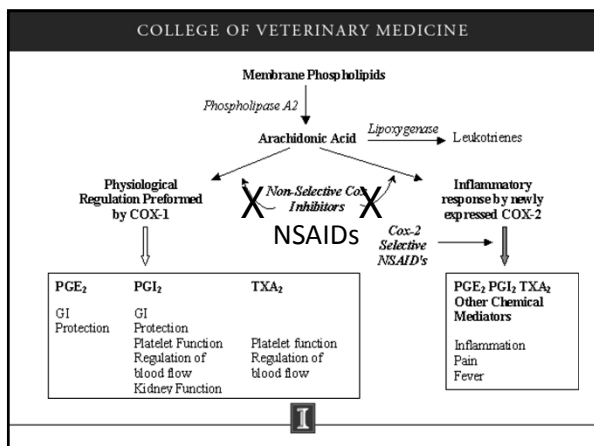 COLLEGE OF VETERINARY MEDICINE
Membrane Phospholipids
Phospholipase A2
Arachidonic Acid
Lipoxygenase
Leukotrienes
Physiological
Regulation Preformed
by COX-1
X Non-Selective Cox X
Inhibitors
NSAIDs
Inflammatory
response by newly
expressed COX-2
Cox-2
Selective
NSAID's
PGE₂ PGI₂ TXA₂
GI GI
Protection Protection
Platelet Function Platelet function
Regulation of Regulation of
blood flow blood flow
Kidney Function
PGE₂ PGI₂ TXA₂
Other Chemical
Mediators
Inflammation
Pain
Fever
I